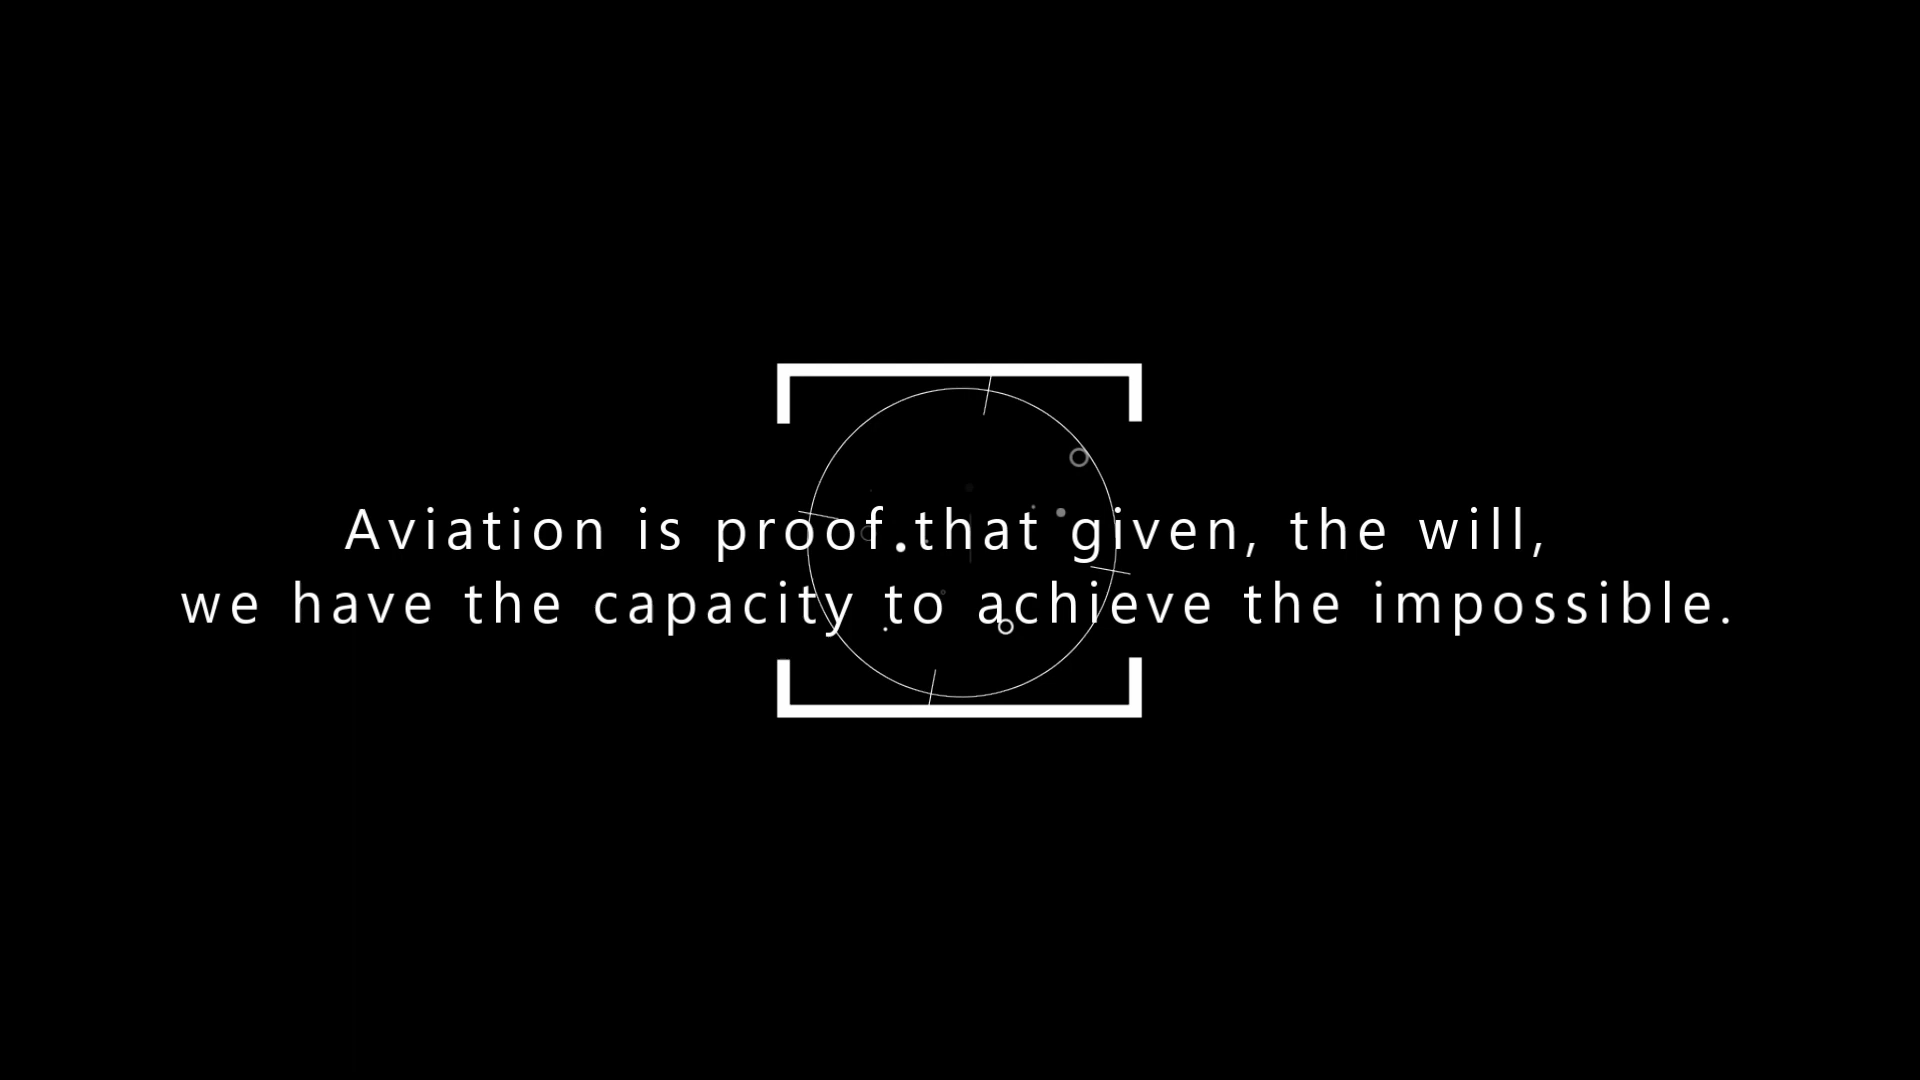 Aviation is proof that given, the will,
we have the capacity to achieve the impossible.